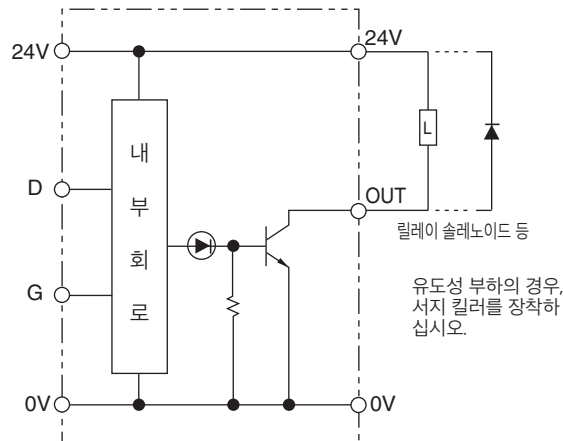 24V
24V
내
부
회
로
L
D
OUT
릴레이 솔레노이드 등
G
유도성 부하의 경우,
서지 킬러를 장착하
십시오.
0V
0V